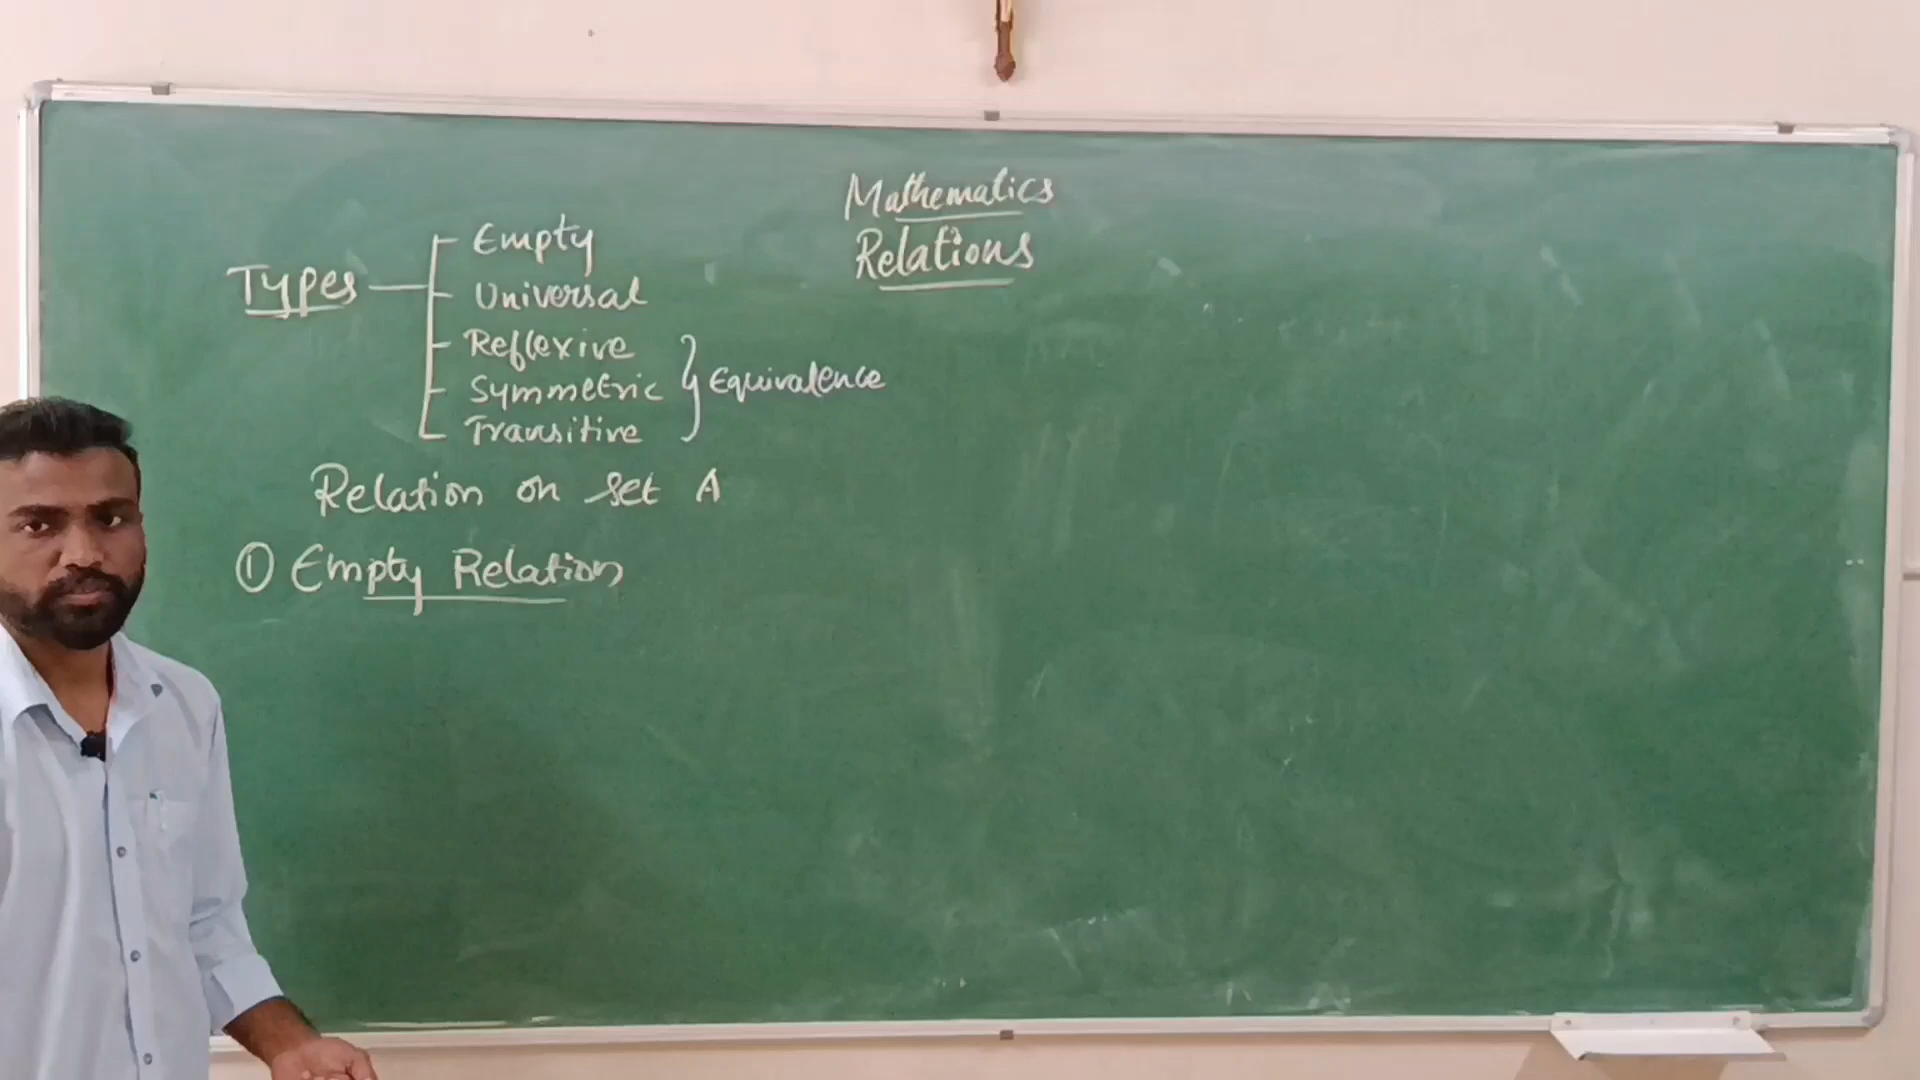 Mathematics
Relations
Types
Empty
Universal
Reflexive
Symmetric
Transitive
Equivalence
Relation on set A
① Empty Relation